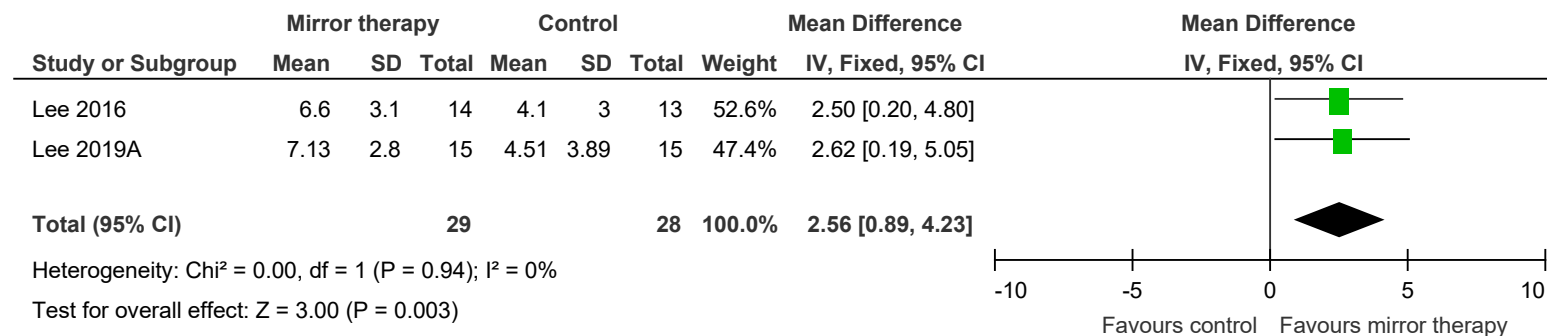 Mirror therapy Control Mean Difference Mean Difference
Study or Subgroup Mean SD Total Mean SD Total Weight IV, Fixed, 95% CI IV, Fixed, 95% CI
Lee 2016 6.6 3.1 14 4.1 3 13 52.6% 2.50 [0.20, 4.80]
Lee 2019A 7.13 2.8 15 4.51 3.89 15 47.4% 2.62 [0.19, 5.05]
Total (95% CI) 29 28 100.0% 2.56 [0.89, 4.23]
Heterogeneity: Chi² = 0.00, df = 1 (P = 0.94); I² = 0%
Test for overall effect: Z = 3.00 (P = 0.003)
-10 -5 0 5 10
Favours control Favours mirror therapy